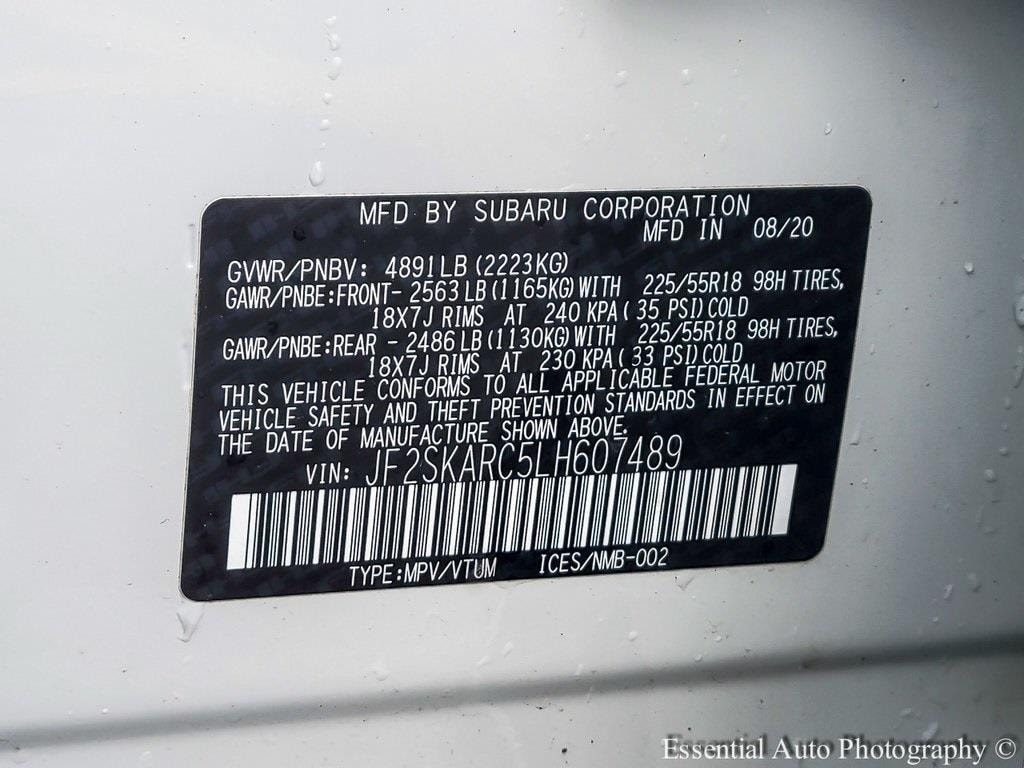 MFD BY SUBARU CORPORATION
MFD IN 08/20
GVWR/PNBV: 4891LB (2223KG)
GAWR/PNBE:FRONT- 2563 LB (1165KG) WITH 225/55R18 98H TIRES,
18X7J RIMS AT 240 KPA ( 35 PSI) COLD
GAWR/PNBE:REAR - 2486 LB (1130KG) WITH 225/55R18 98H TIRES,
18X7J RIMS AT 230 KPA ( 33 PSI) COLD
THIS VEHICLE CONFORMS TO ALL APPLICABLE FEDERAL MOTOR
VEHICLE SAFETY AND THEFT PREVENTION STANDARDS IN EFFECT ON
THE DATE OF MANUFACTURE SHOWN ABOVE.
VIN: JF2SKARC5LH607489
TYPE:MPV/VTUM ICES/NMB-002
Essential Auto Photography ©